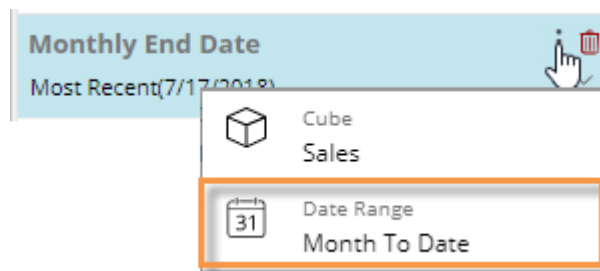 Monthly End Date
Most Recent(7/17/2018)
Cube
Sales
31
Date Range
Month To Date